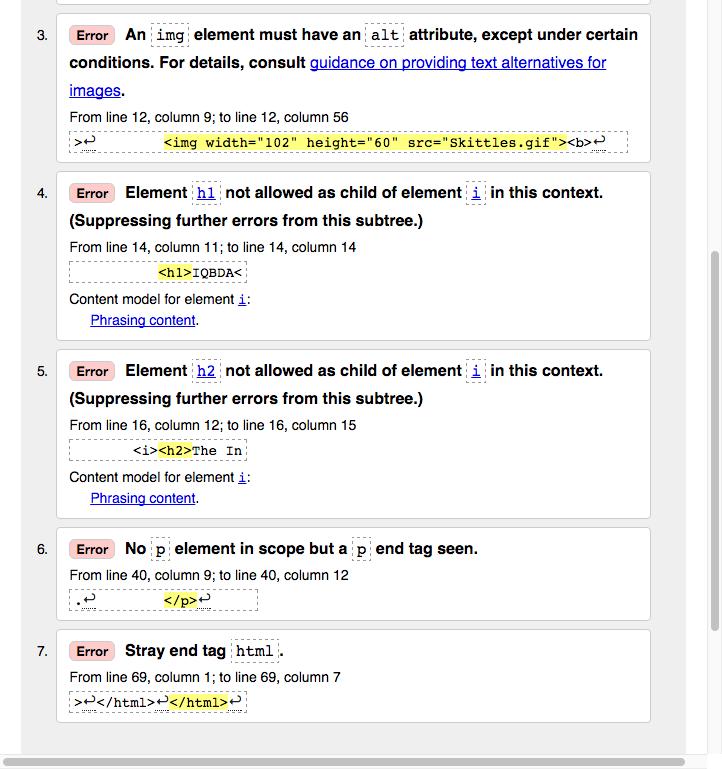 3. Error An img element must have an alt attribute, except under certain
conditions. For details, consult guidance on providing text alternatives for
images.
From line 12, column 9; to line 12, column 56
>↩        <img width="102" height="60" src="Skittles.gif"><b>↩
4. Error Element h1 not allowed as child of element i in this context.
(Suppressing further errors from this subtree.)
From line 14, column 11; to line 14, column 14
<h1>IQBDA<
Content model for element i:
Phrasing content.
5. Error Element h2 not allowed as child of element i in this context.
(Suppressing further errors from this subtree.)
From line 16, column 12; to line 16, column 15
<i><h2>The In
Content model for element i:
Phrasing content.
6. Error No p element in scope but a p end tag seen.
From line 40, column 9; to line 40, column 12
.↩        </p>↩
7. Error Stray end tag html.
From line 69, column 1; to line 69, column 7
>↩</html>↩</html>↩